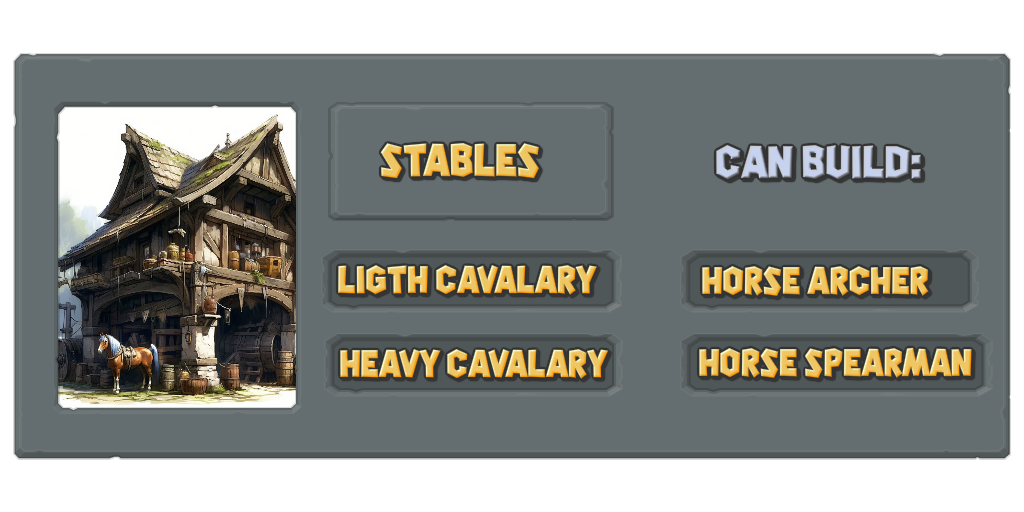 STABLES
CAN BUILD:
LIGTH CAVALARY
HORSE ARCHER
HEAVY CAVALARY
HORSE SPEARMAN